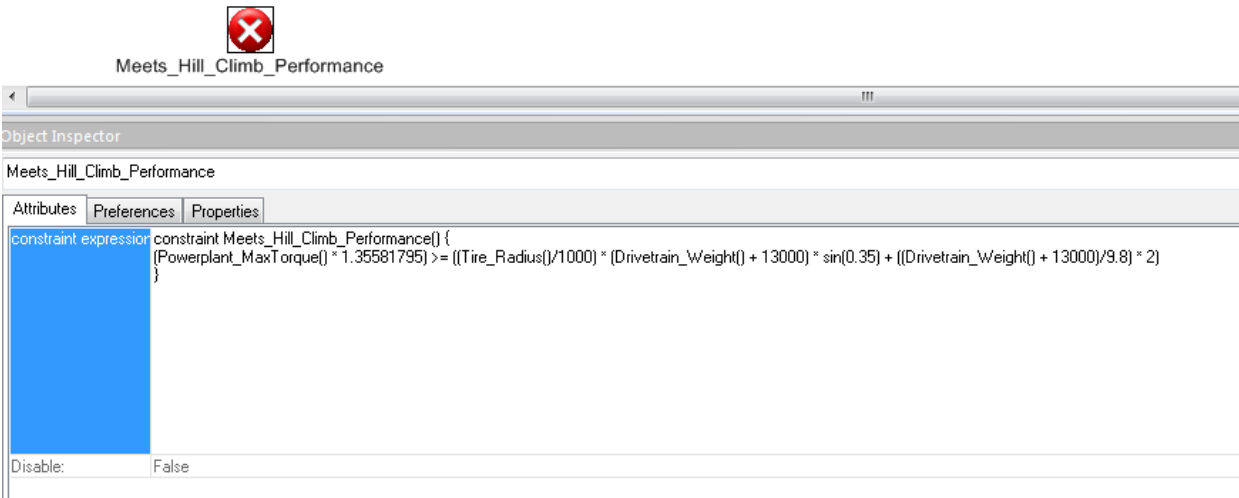 Meets_Hill_Climb_Performance
Object Inspector
Meets_Hill_Climb_Performance
Attributes Preferences Properties
constraint expression constraint Meets_Hill_Climb_Performance() {
(Powerplant_MaxTorque() * 1.35581795) >= ((Tire_Radius()/1000) * (Drivetrain_Weight() + 13000) * sin(0.35) + ((Drivetrain_Weight() + 13000)/9.8) * 2)
}
Disable: False